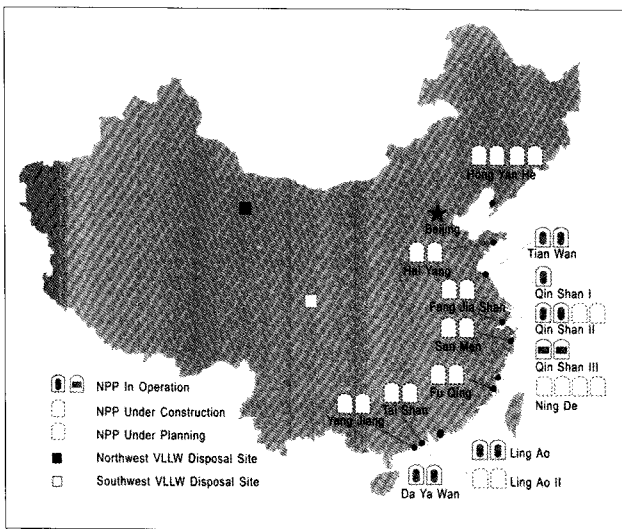 Hong Yan He
Beijing
Tian Wan
Hai Yang
Qin Shan I
Fang Jia Shan
Qin Shan II
San Men
Qin Shan III
Fu Qing
Ning De
Tai Shan
Yang Jiang
Ling Ao
Ling Ao II
Da Ya Wan
NPP In Operation
NPP Under Construction
NPP Under Planning
Northwest VLLW Disposal Site
Southwest VLLW Disposal Site